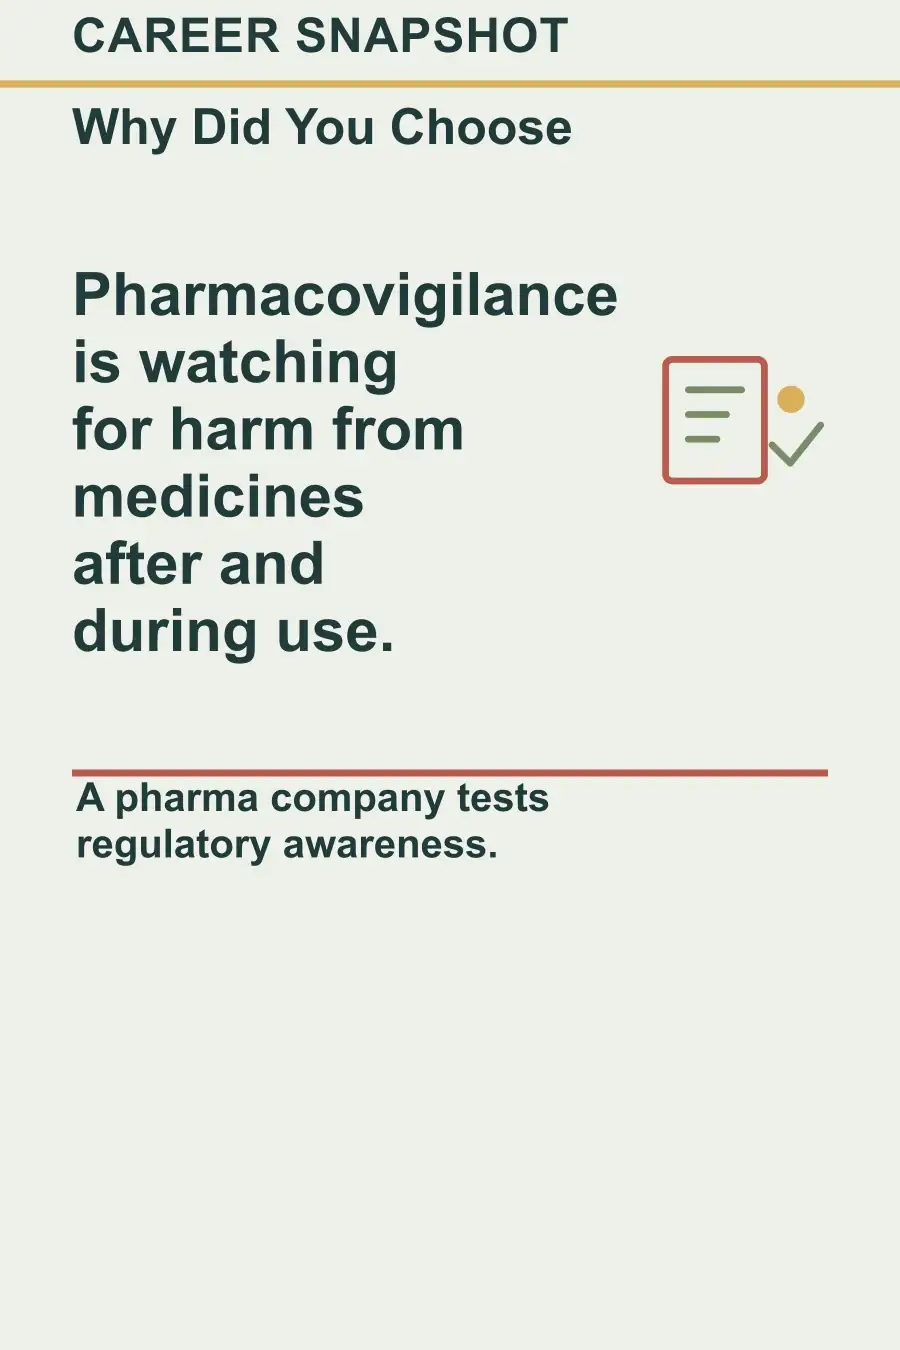 CAREER SNAPSHOT
Why Did You Choose
Pharmacovigilance
is watching
for harm from
medicines
after and
during use.
A pharma company tests
regulatory awareness.